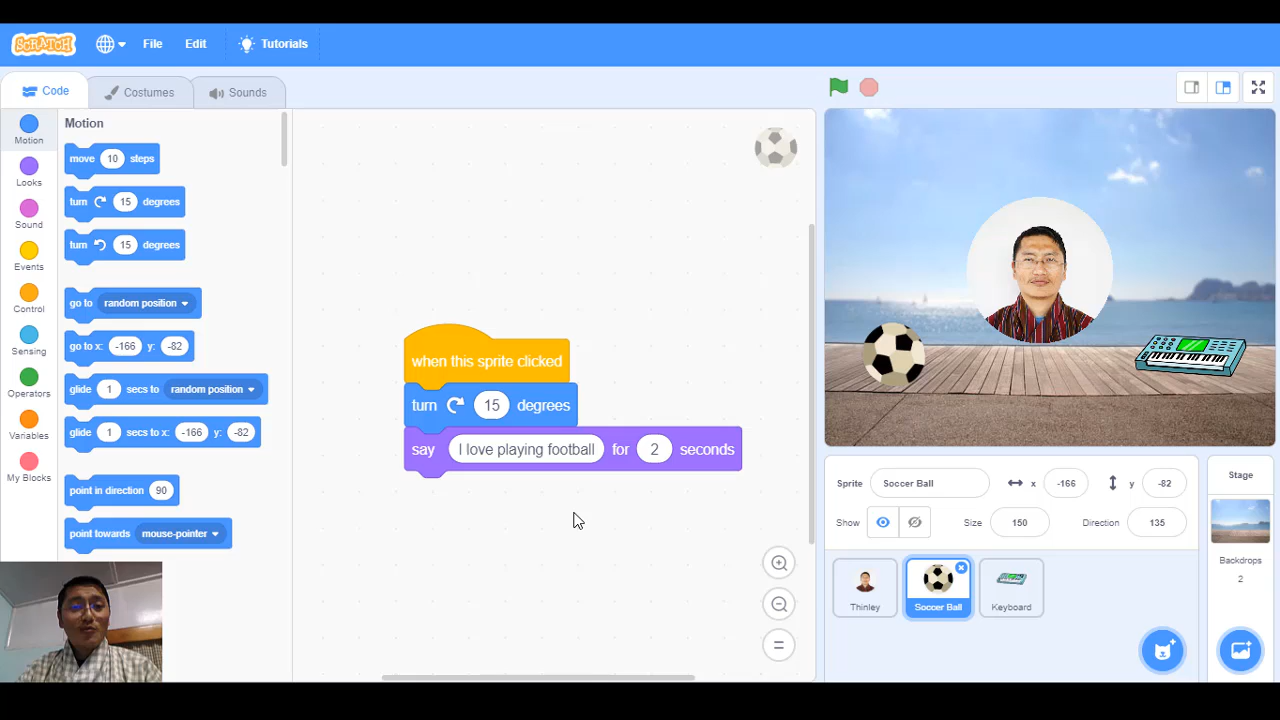 SCRATCH File Edit Tutorials
Code Costumes Sounds
Motion
Looks
Sound
Events
Control
Sensing
Operators
Variables
My Blocks
Motion
move 10 steps
turn 15 degrees
turn 15 degrees
go to random position
go to x: -166 y: -82
glide 1 secs to random position
glide 1 secs to x: -166 y: -82
point in direction 90
point towards mouse-pointer
when this sprite clicked
turn 15 degrees
say I love playing football for 2 seconds
Sprite Soccer Ball x -166 y -82
Show Size 150 Direction 135
Thinley Soccer Ball Keyboard
Stage
Backdrops
2